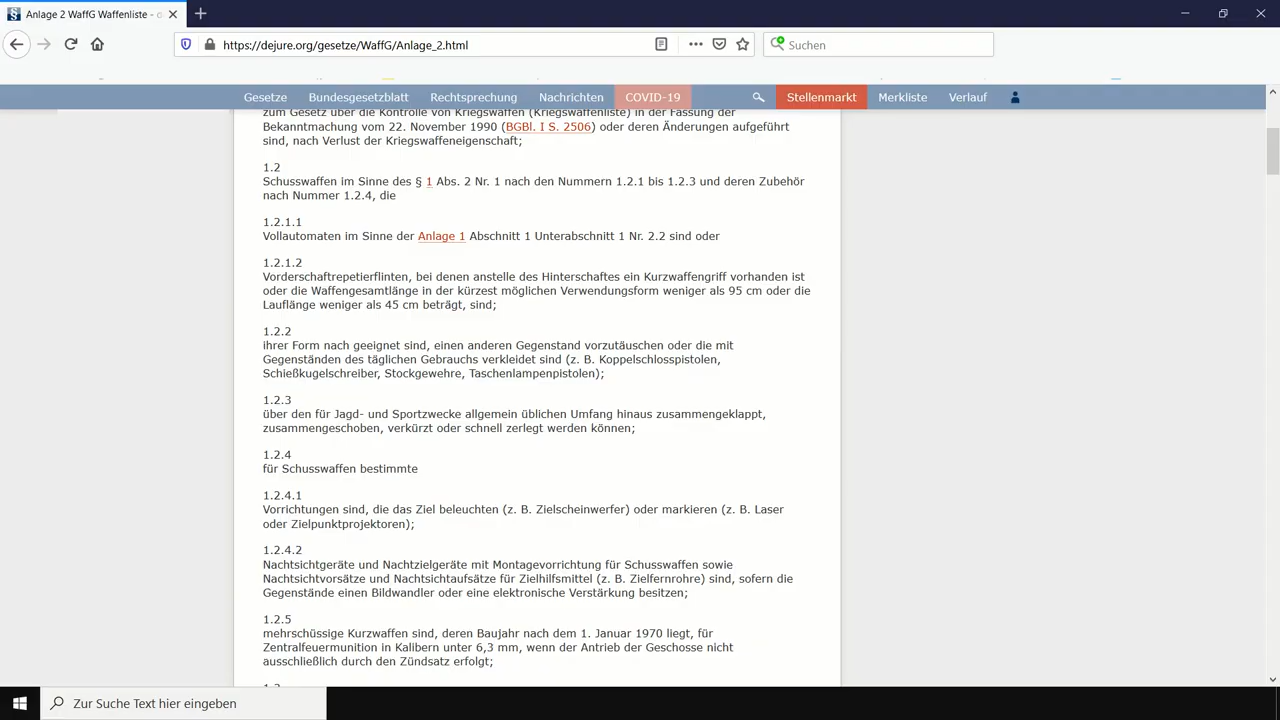 Anlage 2 WaffG Waffenliste - d
https://dejure.org/gesetze/WaffG/Anlage_2.html
Suchen
Gesetze Bundesgesetzblatt Rechtsprechung Nachrichten COVID-19 Stellenmarkt Merkliste Verlauf
zum Gesetz über die Kontrolle von Kriegswaffen (Kriegswaffenliste) in der Fassung der
Bekanntmachung vom 22. November 1990 (BGBl. I S. 2506) oder deren Änderungen aufgeführt
sind, nach Verlust der Kriegswaffeneigenschaft;
1.2
Schusswaffen im Sinne des § 1 Abs. 2 Nr. 1 nach den Nummern 1.2.1 bis 1.2.3 und deren Zubehör
nach Nummer 1.2.4, die
1.2.1.1
Vollautomaten im Sinne der Anlage 1 Abschnitt 1 Unterabschnitt 1 Nr. 2.2 sind oder
1.2.1.2
Vorderschaftrepetierflinten, bei denen anstelle des Hinterschaftes ein Kurzwaffengriff vorhanden ist
oder die Waffengesamtlänge in der kürzest möglichen Verwendungsform weniger als 95 cm oder die
Lauflänge weniger als 45 cm beträgt, sind;
1.2.2
ihrer Form nach geeignet sind, einen anderen Gegenstand vorzutäuschen oder die mit
Gegenständen des täglichen Gebrauchs verkleidet sind (z. B. Koppelschlosspistolen,
Schießkugelschreiber, Stockgewehre, Taschenlampenpistolen);
1.2.3
über den für Jagd- und Sportzwecke allgemein üblichen Umfang hinaus zusammengeklappt,
zusammengeschoben, verkürzt oder schnell zerlegt werden können;
1.2.4
für Schusswaffen bestimmte
1.2.4.1
Vorrichtungen sind, die das Ziel beleuchten (z. B. Zielscheinwerfer) oder markieren (z. B. Laser
oder Zielpunktprojektoren);
1.2.4.2
Nachtsichtgeräte und Nachtzielgeräte mit Montagevorrichtung für Schusswaffen sowie
Nachtsichtvorsätze und Nachtsichtaufsätze für Zielhilfsmittel (z. B. Zielfernrohre) sind, sofern die
Gegenstände einen Bildwandler oder eine elektronische Verstärkung besitzen;
1.2.5
mehrschüssige Kurzwaffen sind, deren Baujahr nach dem 1. Januar 1970 liegt, für
Zentralfeuermunition in Kalibern unter 6,3 mm, wenn der Antrieb der Geschosse nicht
ausschließlich durch den Zündsatz erfolgt;
Zur Suche Text hier eingeben